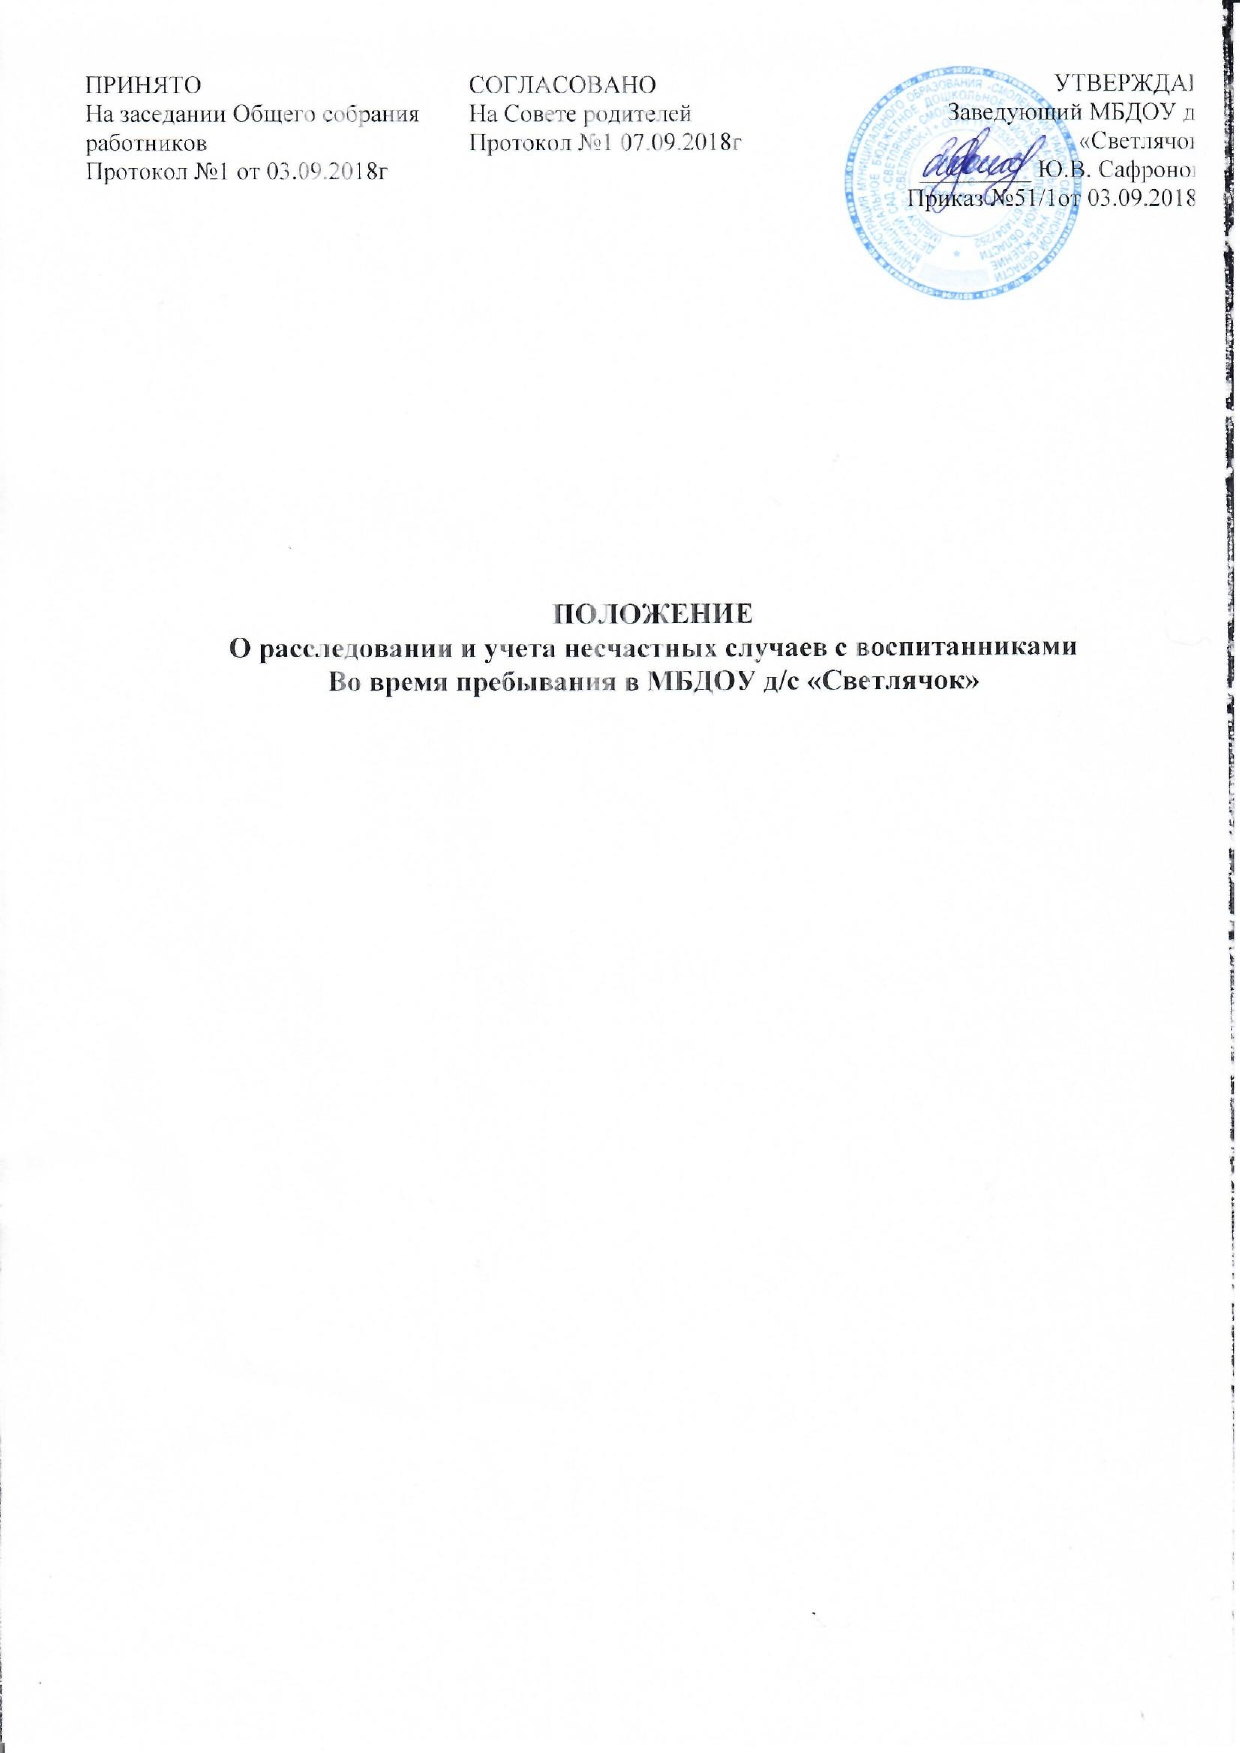 ПРИНЯТО
На заседании Общего собрания
работников
Протокол №1 от 03.09.2018г
СОГЛАСОВАНО
На Совете родителей
Протокол №1 07.09.2018г
УТВЕРЖДАЮ
Заведующий МБДОУ д
«Светлячок
Ю.В. Сафроно
Приказ №51/1от 03.09.2018
ПОЛОЖЕНИЕ
О расследовании и учета несчастных случаев с воспитанниками
Во время пребывания в МБДОУ д/с «Светлячок»